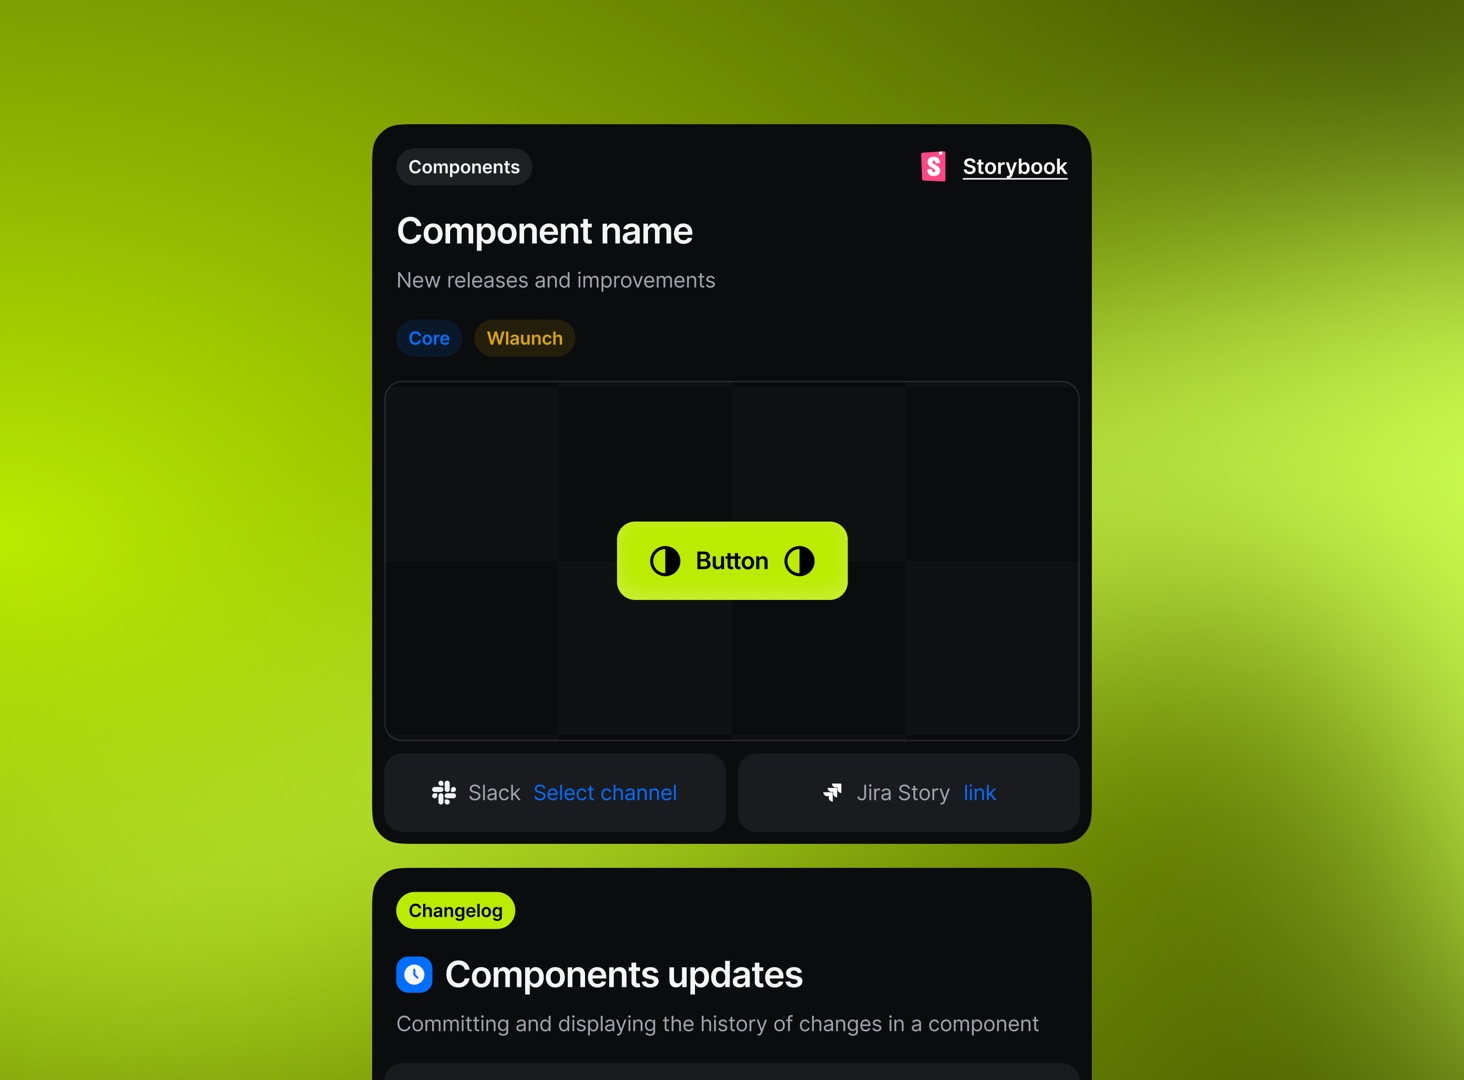 Components
S Storybook
Component name
New releases and improvements
Core Wlaunch
Button
Slack Select channel
Jira Story link
Changelog
Components updates
Committing and displaying the history of changes in a component